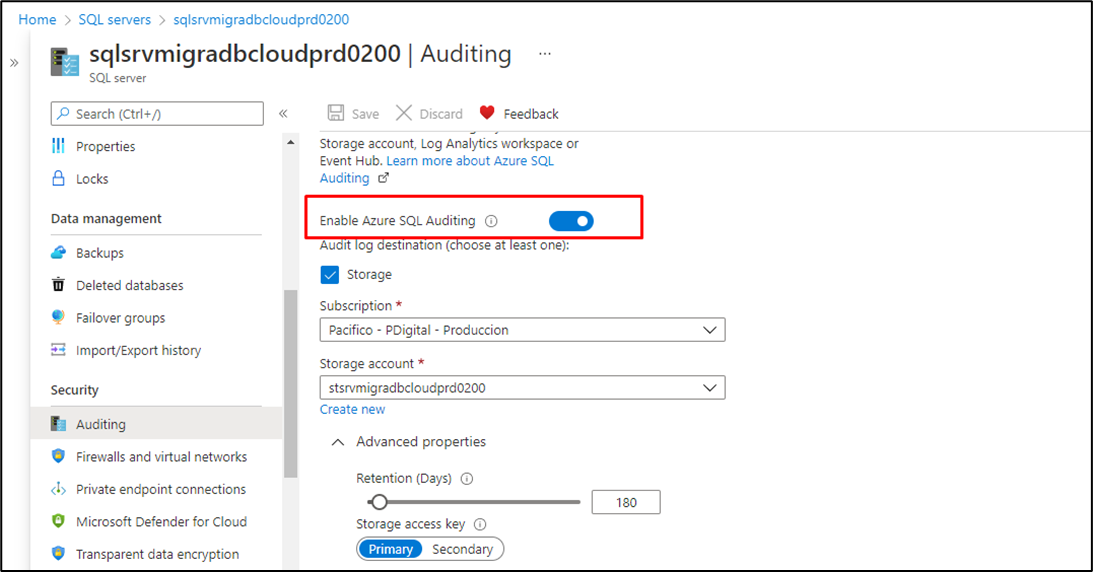 Home > SQL servers > sqlsrvmigradbcloudprd0200
sqlsrvmigradbcloudprd0200 | Auditing ...
SQL server
Search (Ctrl+/)
Properties
Locks
Data management
Backups
Deleted databases
Failover groups
Import/Export history
Security
Auditing
Firewalls and virtual networks
Private endpoint connections
Microsoft Defender for Cloud
Transparent data encryption
Save Discard Feedback
Storage account, Log Analytics workspace or
Event Hub. Learn more about Azure SQL
Auditing
Enable Azure SQL Auditing
Audit log destination (choose at least one):
Storage
Subscription *
Pacifico - PDigital - Produccion
Storage account *
stsrvmigradbcloudprd0200
Create new
Advanced properties
Retention (Days)
180
Storage access key
Primary Secondary